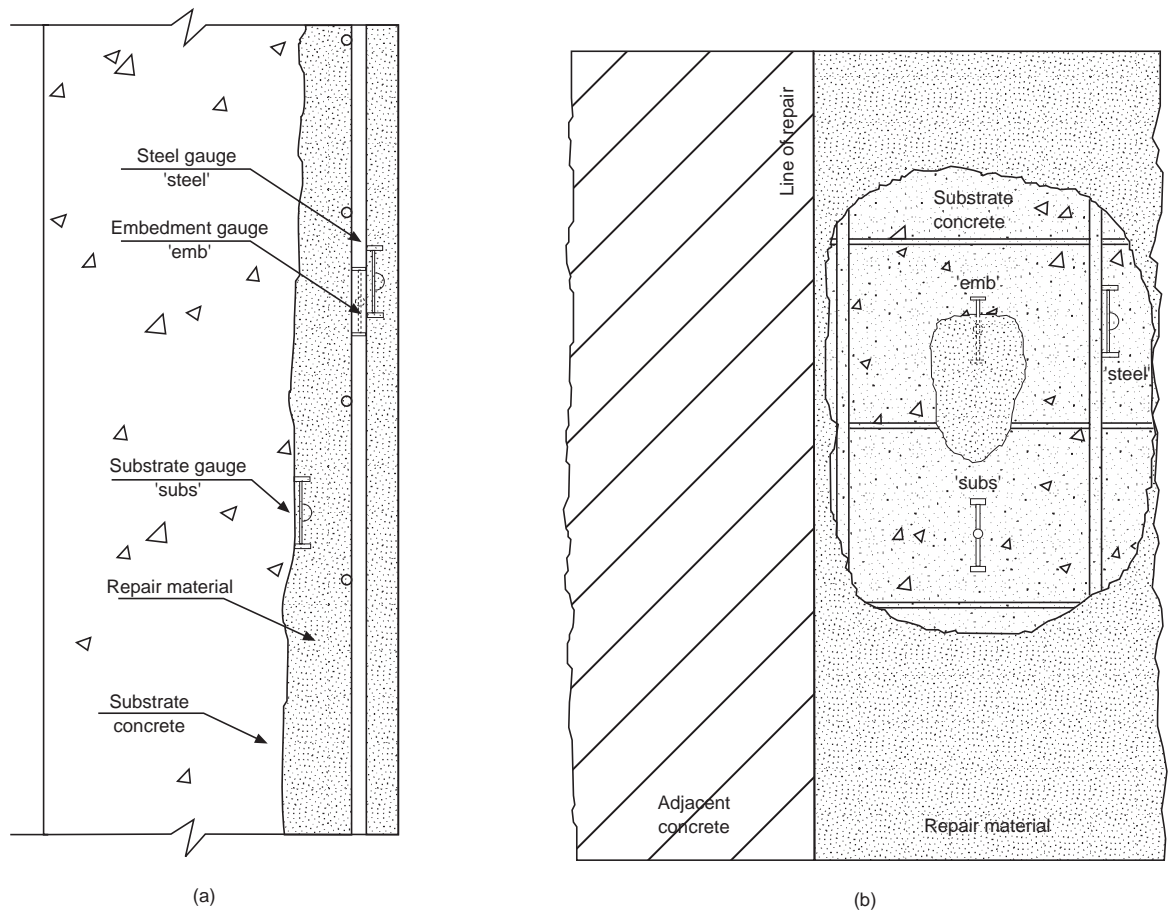 Steel gauge
'steel'
Embedment gauge
'emb'
Substrate gauge
'subs'
Repair material
Substrate
concrete
(a)
Line of repair
Substrate
concrete
'emb'
'steel'
'subs'
Adjacent
concrete
Repair material
(b)